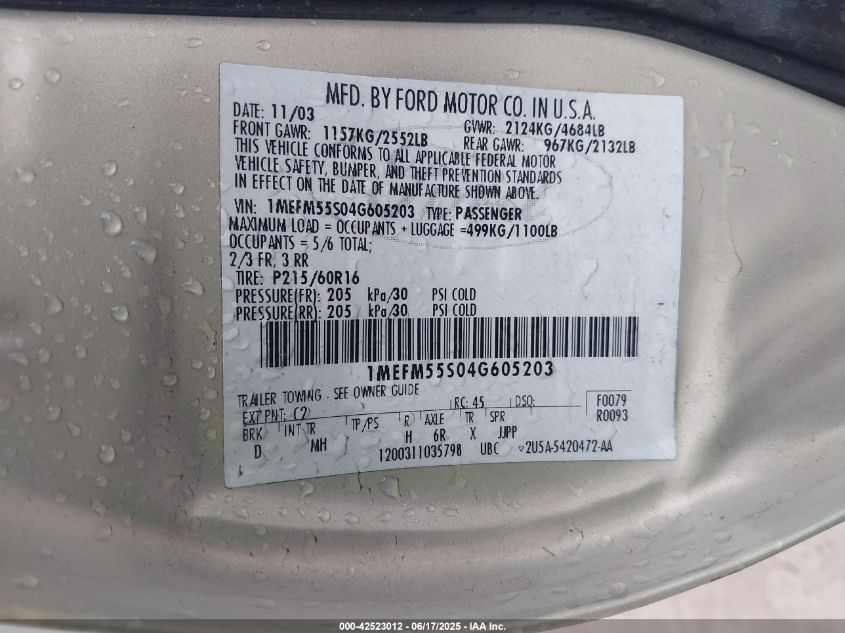 MFD. BY FORD MOTOR CO. IN U.S.A.
DATE: 11/03 GVWR: 2124KG/4684LB
FRONT GAWR: 1157KG/2552LB REAR GAWR: 967KG/2132LB
THIS VEHICLE CONFORMS TO ALL APPLICABLE FEDERAL MOTOR
VEHICLE SAFETY, BUMPER, AND THEFT PREVENTION STANDARDS
IN EFFECT ON THE DATE OF MANUFACTURE SHOWN ABOVE.
VIN: 1MEFM55S04G605203 TYPE: PASSENGER
MAXIMUM LOAD = OCCUPANTS + LUGGAGE =499KG/1100LB
OCCUPANTS = 5/6 TOTAL;
2/3 FR, 3 RR
TIRE: P215/60R16
PRESSURE(FR): 205 kPa/30 PSI COLD
PRESSURE(RR): 205 kPa/30 PSI COLD
1MEFM55S04G605203
TRAILER TOWING - SEE OWNER GUIDE
EXT PNT: C2 RC: 45 DSO: F0079
BRK INT TR TP/PS R AXLE TR SPR R0093
D MH H 6R X JJPP
1200311035798 UBC 2U5A-5420472-AA
000-42523012 - 06/17/2025 - IAA Inc.